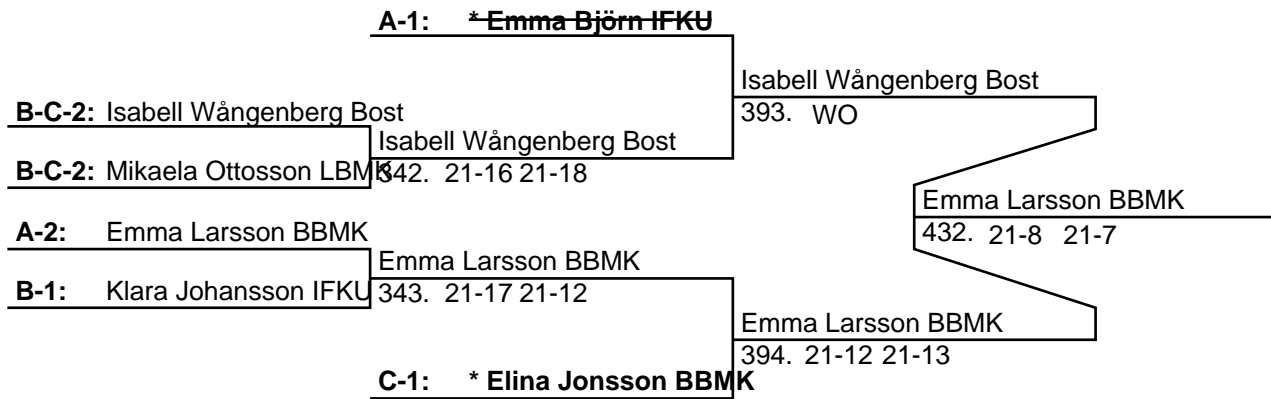 A-1: * Emma Björn IFKU
Isabell Wångenberg Bost
393. WO
B-C-2: Isabell Wångenberg Bost
Isabell Wångenberg Bost
B-C-2: Mikaela Ottosson LBMK
342. 21-16 21-18
Emma Larsson BBMK
432. 21-8 21-7
A-2: Emma Larsson BBMK
Emma Larsson BBMK
B-1: Klara Johansson IFKU
343. 21-17 21-12
Emma Larsson BBMK
394. 21-12 21-13
C-1: * Elina Jonsson BBMK